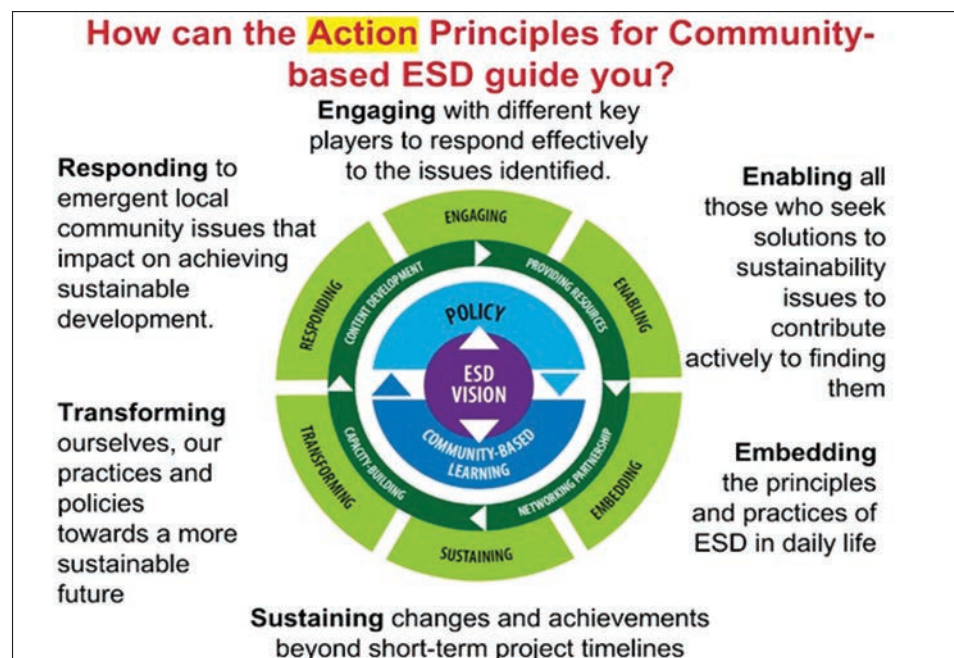 How can the Action Principles for Community-
based ESD guide you?
Engaging with different key
players to respond effectively
to the issues identified.
Responding to
emergent local
community issues that
impact on achieving
sustainable
development.
Enabling all
those who seek
solutions to
sustainability
issues to
contribute
actively to finding
them
Transforming
ourselves, our
practices and
policies
towards a more
sustainable
future
Embedding
the principles
and practices of
ESD in daily life
Sustaining changes and achievements
beyond short-term project timelines
ENGAGING
ENABLING
EMBEDDING
SUSTAINING
TRANSFORMING
RESPONDING
CONTENT DEVELOPMENT
PROVIDING RESOURCES
NETWORKING PARTNERSHIP
CAPACITY-BUILDING
POLICY
ESD
VISION
COMMUNITY-BASED
LEARNING